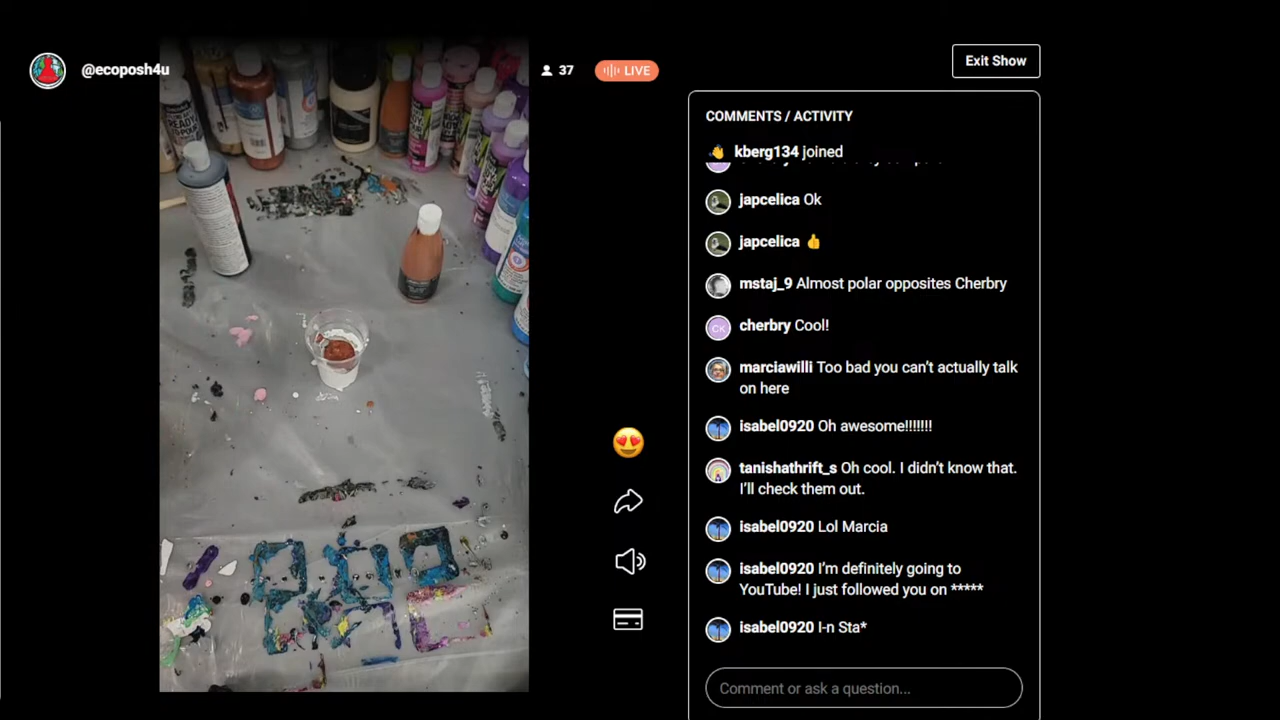 @ecoposh4u
37
LIVE
Exit Show
COMMENTS / ACTIVITY
kberg134 joined
japcelica Ok
japcelica 👍
mstaj_9 Almost polar opposites Cherbry
CK
cherbry Cool!
marciawilli Too bad you can’t actually talk
on here
isabel0920 Oh awesome!!!!!!!
tanishathrift_s Oh cool. I didn’t know that.
I’ll check them out.
isabel0920 Lol Marcia
isabel0920 I’m definitely going to
YouTube! I just followed you on *****
isabel0920 I-n Sta*
Comment or ask a question...